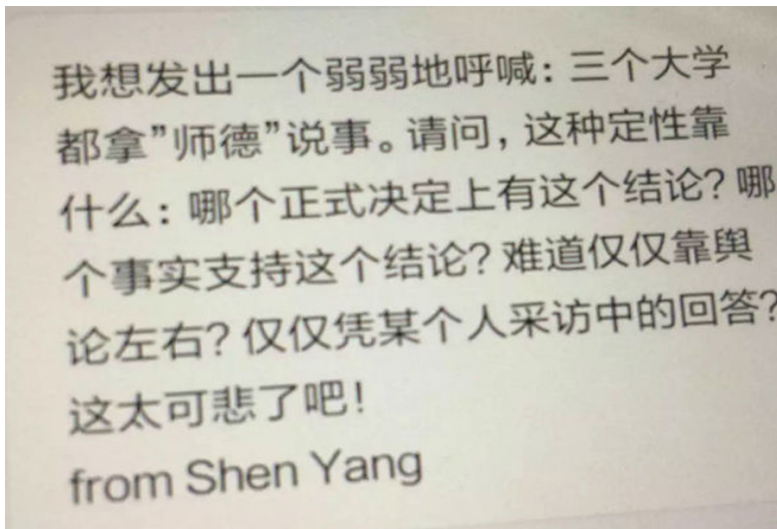 我想发出一个弱弱地呼喊：三个大学
都拿”师德”说事。请问，这种定性靠
什么：哪个正式决定上有这个结论？哪
个事实支持这个结论？难道仅仅靠舆
论左右？仅仅凭某个人采访中的回答？
这太可悲了吧！
from Shen Yang